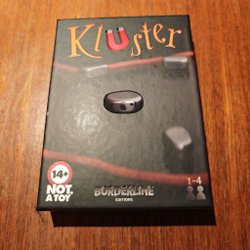 Kluster
14+
NOT
A TOY
BORDERLINE
EDITIONS
1-4